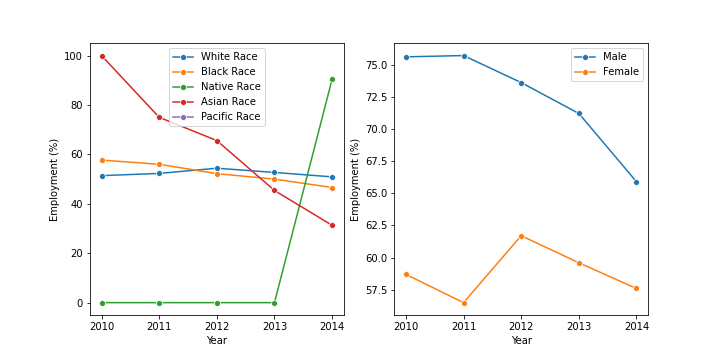 100
80
60
40
20
0
Employment (%)
2010 2011 2012 2013 2014
Year
White Race
Black Race
Native Race
Asian Race
Pacific Race
75.0
72.5
70.0
67.5
65.0
62.5
60.0
57.5
Employment (%)
2010 2011 2012 2013 2014
Year
Male
Female